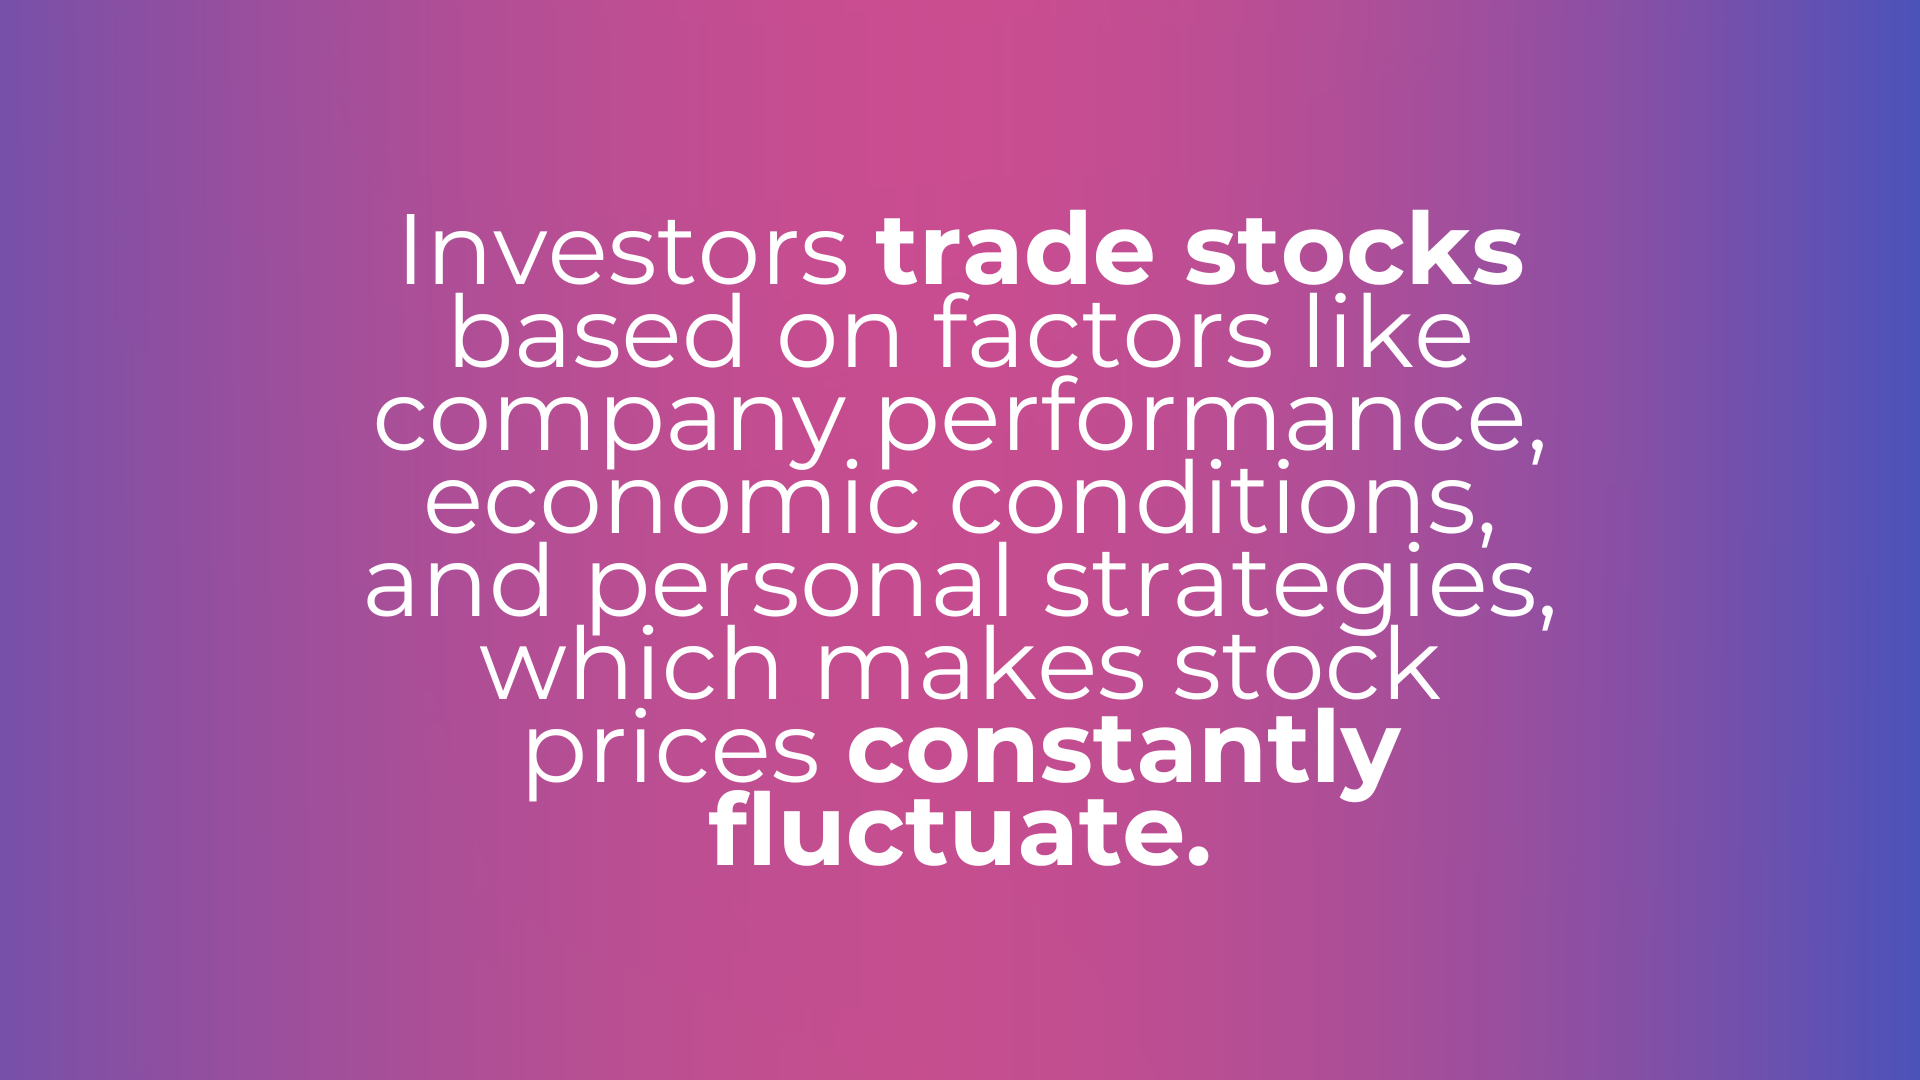 Investors trade stocks
based on factors like
company performance,
economic conditions,
and personal strategies,
which makes stock
prices constantly
fluctuate.